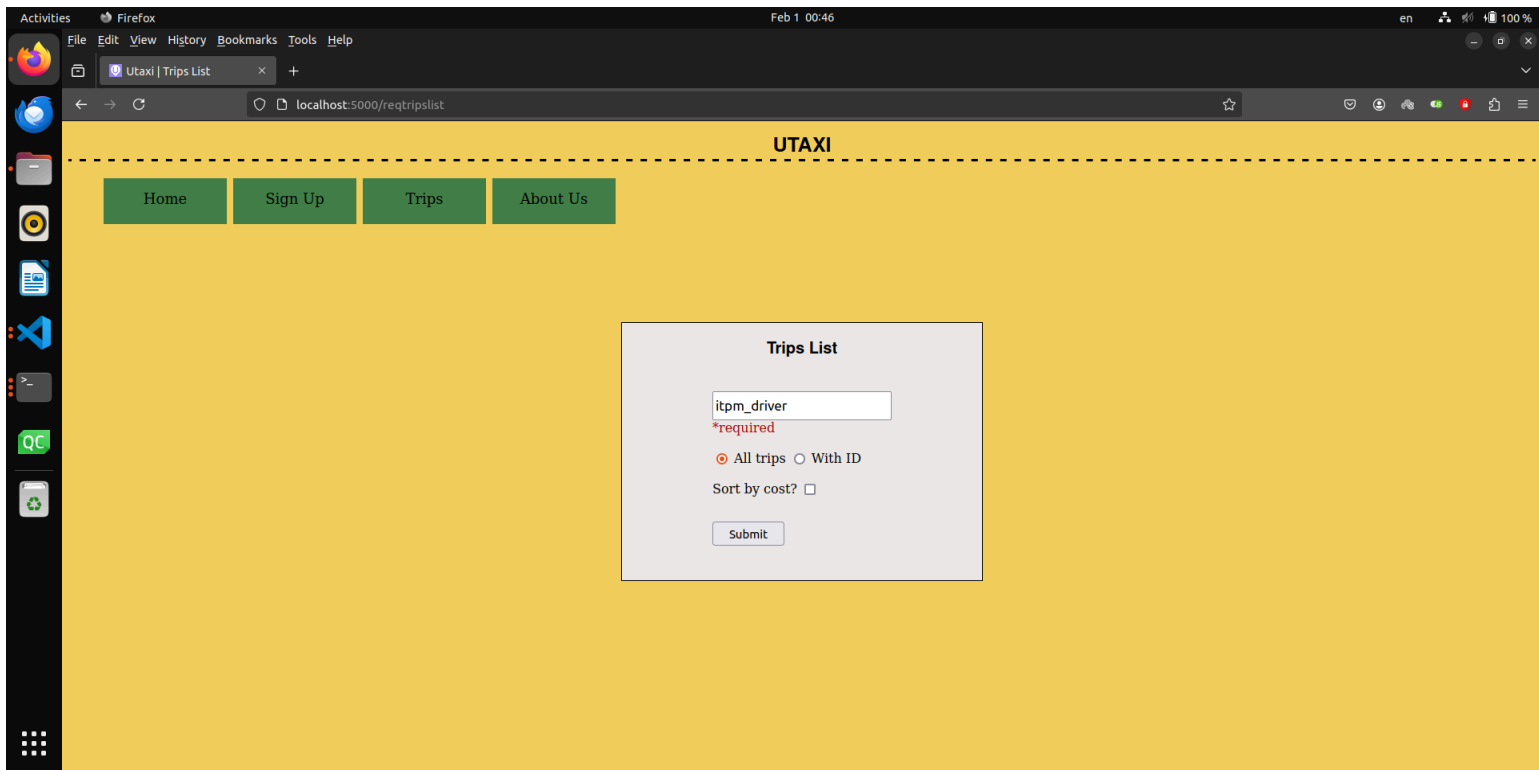 Activities Firefox Feb 1 00:46 en 100 %
File Edit View History Bookmarks Tools Help
Utaxi | Trips List
localhost:5000/reqtripslist
UTAXI
Home Sign Up Trips About Us
Trips List
itpm_driver
*required
All trips With ID
Sort by cost?
Submit
QC